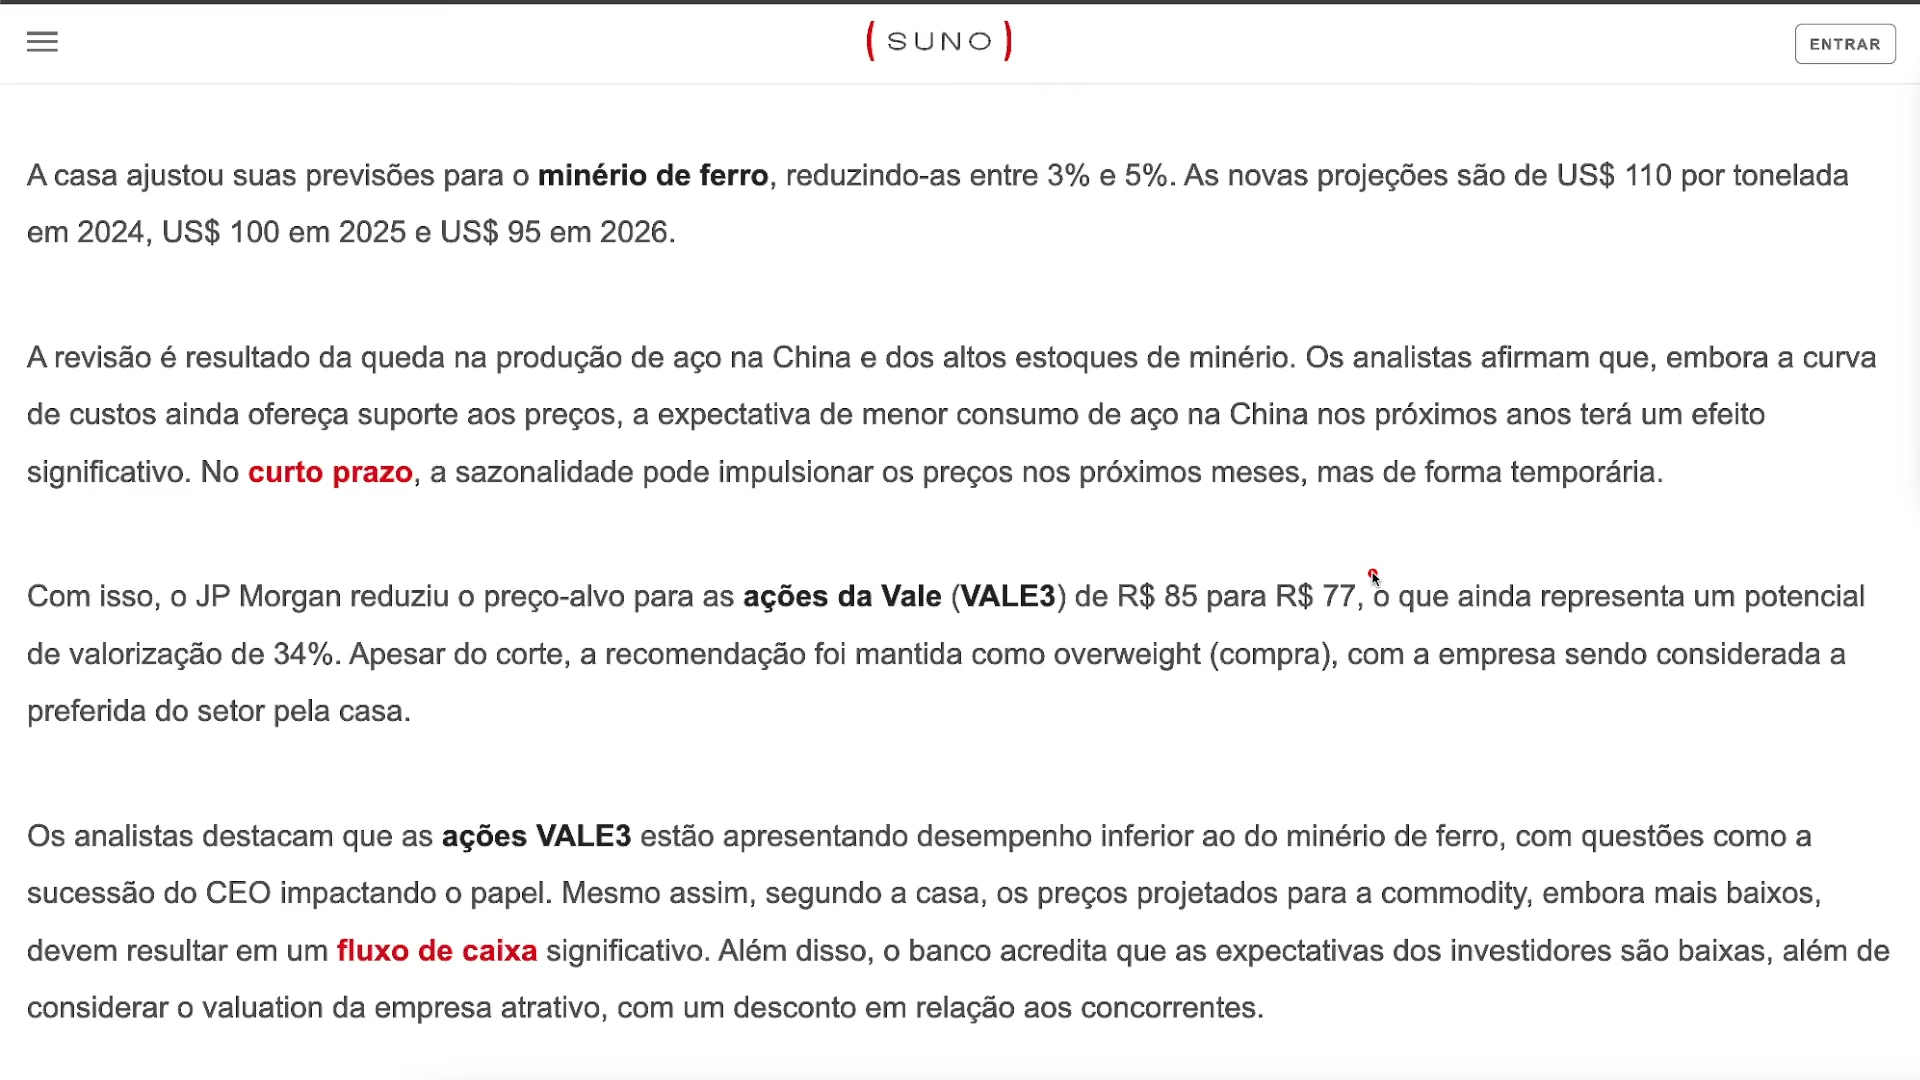 ( SUNO )
ENTRAR
A casa ajustou suas previsões para o minério de ferro, reduzindo-as entre 3% e 5%. As novas projeções são de US$ 110 por tonelada
em 2024, US$ 100 em 2025 e US$ 95 em 2026.
A revisão é resultado da queda na produção de aço na China e dos altos estoques de minério. Os analistas afirmam que, embora a curva
de custos ainda ofereça suporte aos preços, a expectativa de menor consumo de aço na China nos próximos anos terá um efeito
significativo. No curto prazo, a sazonalidade pode impulsionar os preços nos próximos meses, mas de forma temporária.
Com isso, o JP Morgan reduziu o preço-alvo para as ações da Vale (VALE3) de R$ 85 para R$ 77, o que ainda representa um potencial
de valorização de 34%. Apesar do corte, a recomendação foi mantida como overweight (compra), com a empresa sendo considerada a
preferida do setor pela casa.
Os analistas destacam que as ações VALE3 estão apresentando desempenho inferior ao do minério de ferro, com questões como a
sucessão do CEO impactando o papel. Mesmo assim, segundo a casa, os preços projetados para a commodity, embora mais baixos,
devem resultar em um fluxo de caixa significativo. Além disso, o banco acredita que as expectativas dos investidores são baixas, além de
considerar o valuation da empresa atrativo, com um desconto em relação aos concorrentes.